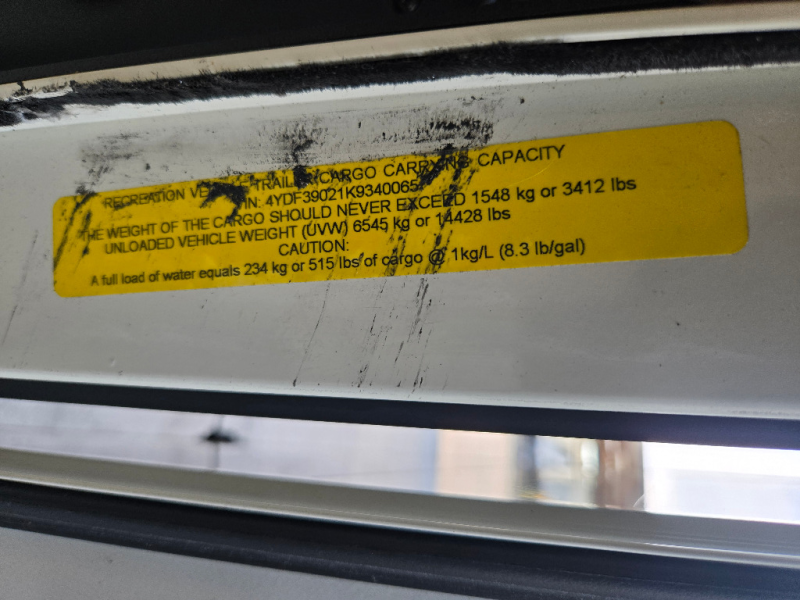 RECREATION VEHICLE TRAILER CARGO CARRYING CAPACITY
VIN: 4YDF39021K9340065
THE WEIGHT OF THE CARGO SHOULD NEVER EXCEED 1548 kg or 3412 lbs
UNLOADED VEHICLE WEIGHT (UVW) 6545 kg or 14428 lbs
CAUTION:
A full load of water equals 234 kg or 515 lbs of cargo @ 1kg/L (8.3 lb/gal)